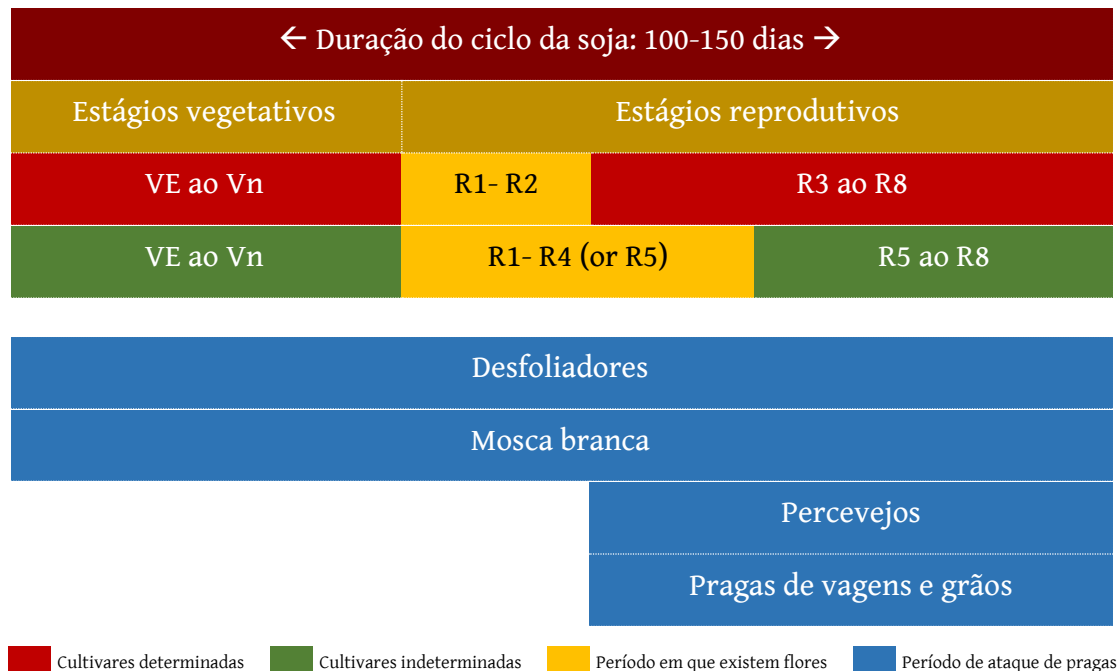 ← Duração do ciclo da soja: 100-150 dias →
Estágios vegetativos Estágios reprodutivos
VE ao Vn R1- R2 R3 ao R8
VE ao Vn R1- R4 (or R5) R5 ao R8
Desfoliadores
Mosca branca
Percevejos
Pragas de vagens e grãos
Cultivares determinadas Cultivares indeterminadas Período em que existem flores Período de ataque de pragas